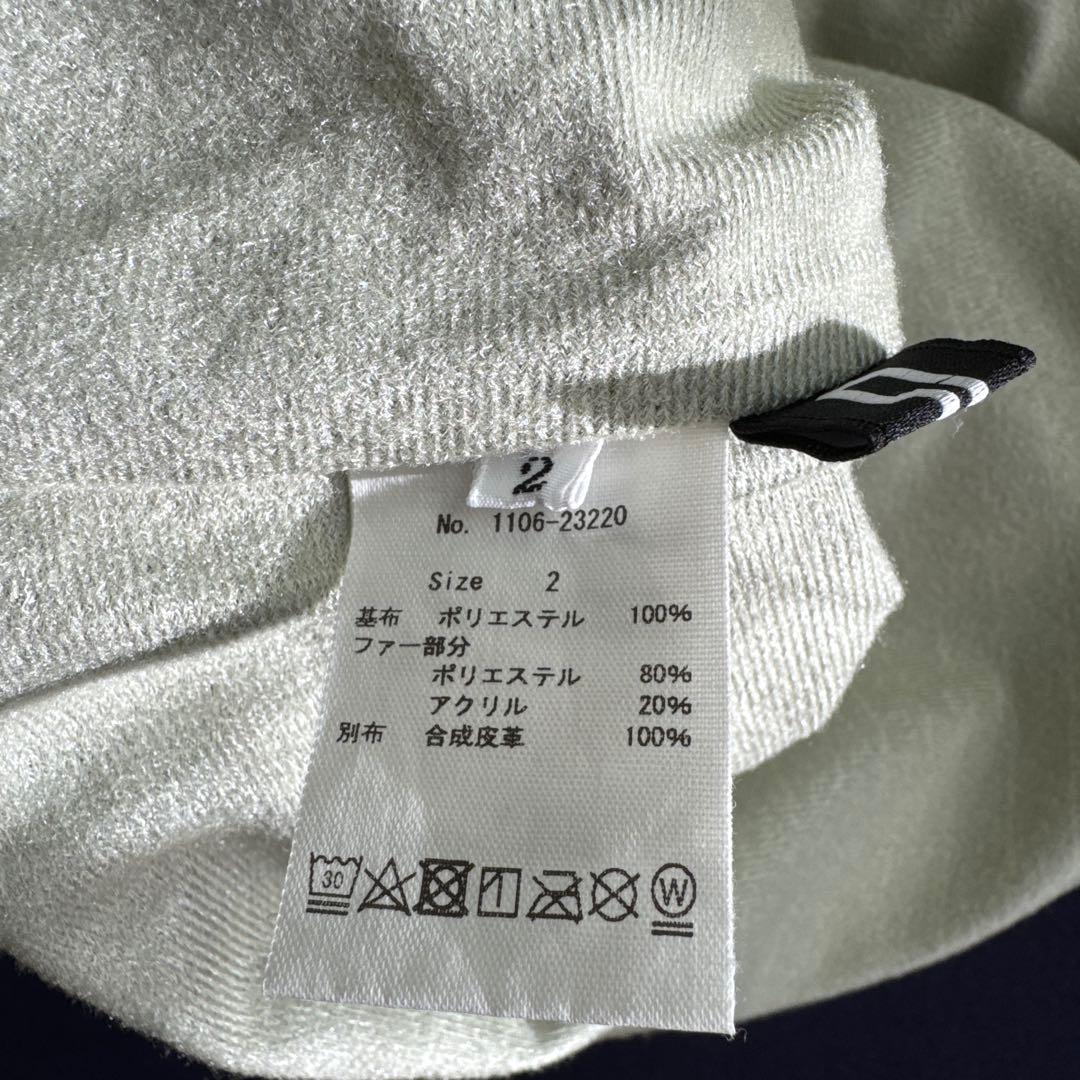 2
No. 1106-23220
Size 2
基布 ポリエステル 100%
ファー部分
ポリエステル 80%
アクリル 20%
別布 合成皮革 100%
30
W